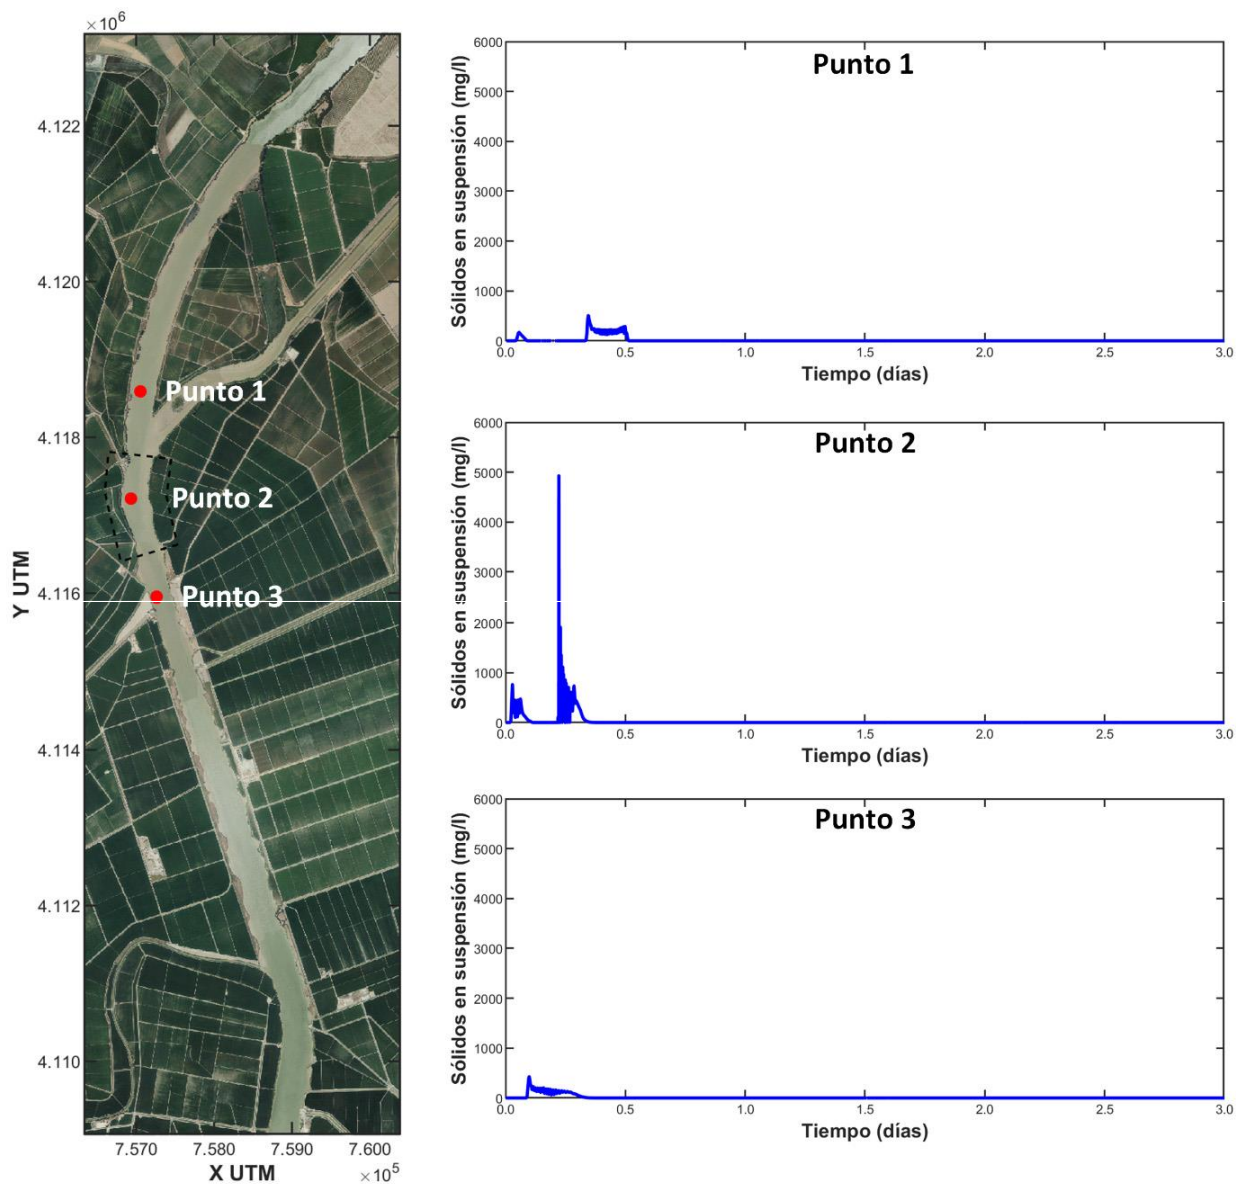 ×10⁶
4.122
4.120
4.118
4.116
4.114
4.112
4.110
Y UTM
7.570 7.580 7.590 7.600
X UTM ×10⁵
Punto 1
Punto 2
Punto 3
Punto 1
Sólidos en suspensión (mg/l)
6000
5000
4000
3000
2000
1000
0
0.0 0.5 1.0 1.5 2.0 2.5 3.0
Tiempo (días)
Punto 2
Sólidos en suspensión (mg/l)
6000
5000
4000
3000
2000
1000
0
0.0 0.5 1.0 1.5 2.0 2.5 3.0
Tiempo (días)
Punto 3
Sólidos en suspensión (mg/l)
6000
5000
4000
3000
2000
1000
0
0.0 0.5 1.0 1.5 2.0 2.5 3.0
Tiempo (días)